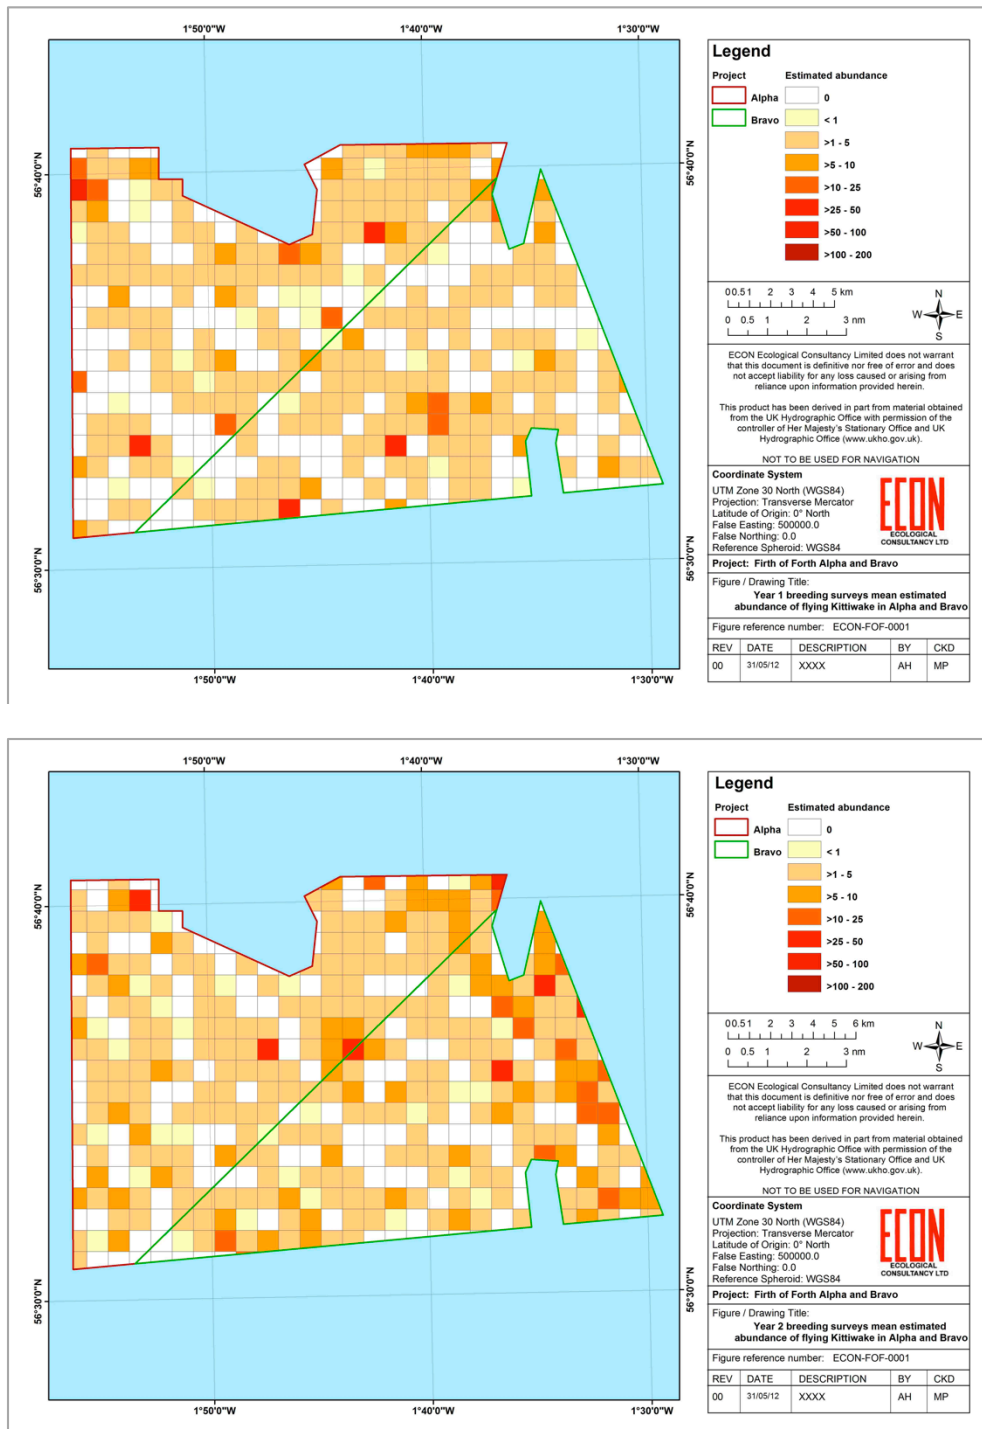 1°50'0"W
1°40'0"W
1°30'0"W
56°40'0"N
56°40'0"N
56°30'0"N
56°30'0"N
1°50'0"W
1°40'0"W
1°30'0"W
Legend
Project
Estimated abundance
Alpha
Bravo
0
< 1
>1 - 5
>5 - 10
>10 - 25
>25 - 50
>50 - 100
>100 - 200
0 0.5 1 2 3 4 5 km
0 0.5 1 2 3 nm
N
W E
S
ECON Ecological Consultancy Limited does not warrant
that this document is definitive nor free of error and does
not accept liability for any loss caused or arising from
reliance upon information provided herein.
This product has been derived in part from material obtained
from the UK Hydrographic Office with permission of the
controller of Her Majesty's Stationary Office and UK
Hydrographic Office (www.ukho.gov.uk).
NOT TO BE USED FOR NAVIGATION
Coordinate System
UTM Zone 30 North (WGS84)
Projection: Transverse Mercator
Latitude of Origin: 0° North
False Easting: 500000.0
False Northing: 0.0
Reference Spheroid: WGS84
ECON
ECOLOGICAL
CONSULTANCY LTD
Project: Firth of Forth Alpha and Bravo
Figure / Drawing Title:
Year 1 breeding surveys mean estimated
abundance of flying Kittiwake in Alpha and Bravo
Figure reference number: ECON-FOF-0001
REV DATE DESCRIPTION BY CKD
00 31/05/12 XXXX AH MP
1°50'0"W
1°40'0"W
1°30'0"W
56°40'0"N
56°40'0"N
56°30'0"N
56°30'0"N
1°50'0"W
1°40'0"W
1°30'0"W
Legend
Project
Estimated abundance
Alpha
Bravo
0
< 1
>1 - 5
>5 - 10
>10 - 25
>25 - 50
>50 - 100
>100 - 200
0 0.5 1 2 3 4 5 6 km
0 0.5 1 2 3 nm
N
W E
S
ECON Ecological Consultancy Limited does not warrant
that this document is definitive nor free of error and does
not accept liability for any loss caused or arising from
reliance upon information provided herein.
This product has been derived in part from material obtained
from the UK Hydrographic Office with permission of the
controller of Her Majesty's Stationary Office and UK
Hydrographic Office (www.ukho.gov.uk).
NOT TO BE USED FOR NAVIGATION
Coordinate System
UTM Zone 30 North (WGS84)
Projection: Transverse Mercator
Latitude of Origin: 0° North
False Easting: 500000.0
False Northing: 0.0
Reference Spheroid: WGS84
ECON
ECOLOGICAL
CONSULTANCY LTD
Project: Firth of Forth Alpha and Bravo
Figure / Drawing Title:
Year 2 breeding surveys mean estimated
abundance of flying Kittiwake in Alpha and Bravo
Figure reference number: ECON-FOF-0001
REV DATE DESCRIPTION BY CKD
00 31/05/12 XXXX AH MP